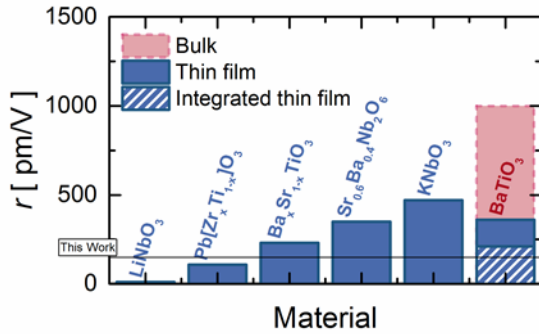 1500
1000
500
0
r [ pm/V]
Bulk
Thin film
Integrated thin film
This Work
LiNbO₃
Pb[ZrₓTi₁₋ₓ]O₃
BaₓSr₁₋ₓTiO₃
Sr₀.₆Ba₀.₄Nb₂O₆
KNbO₃
BaTiO₃
Material